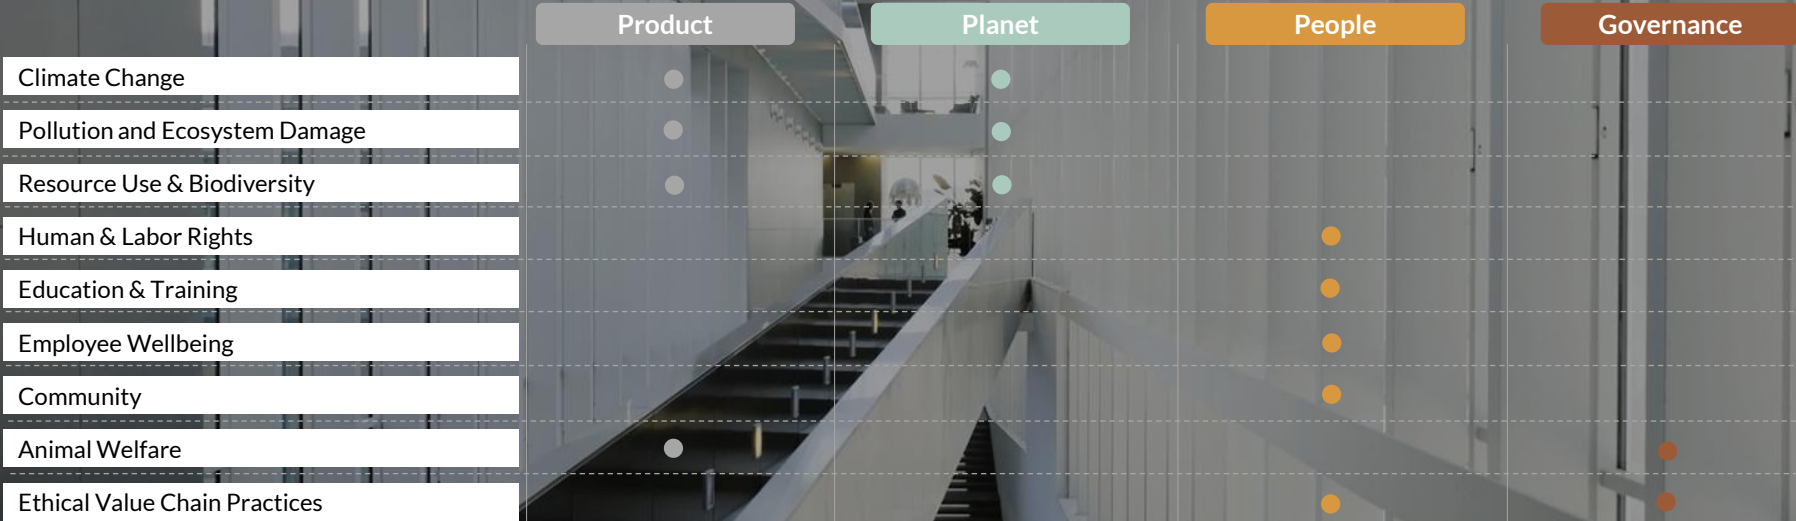 Product Planet People Governance
Climate Change
Pollution and Ecosystem Damage
Resource Use & Biodiversity
Human & Labor Rights
Education & Training
Employee Wellbeing
Community
Animal Welfare
Ethical Value Chain Practices